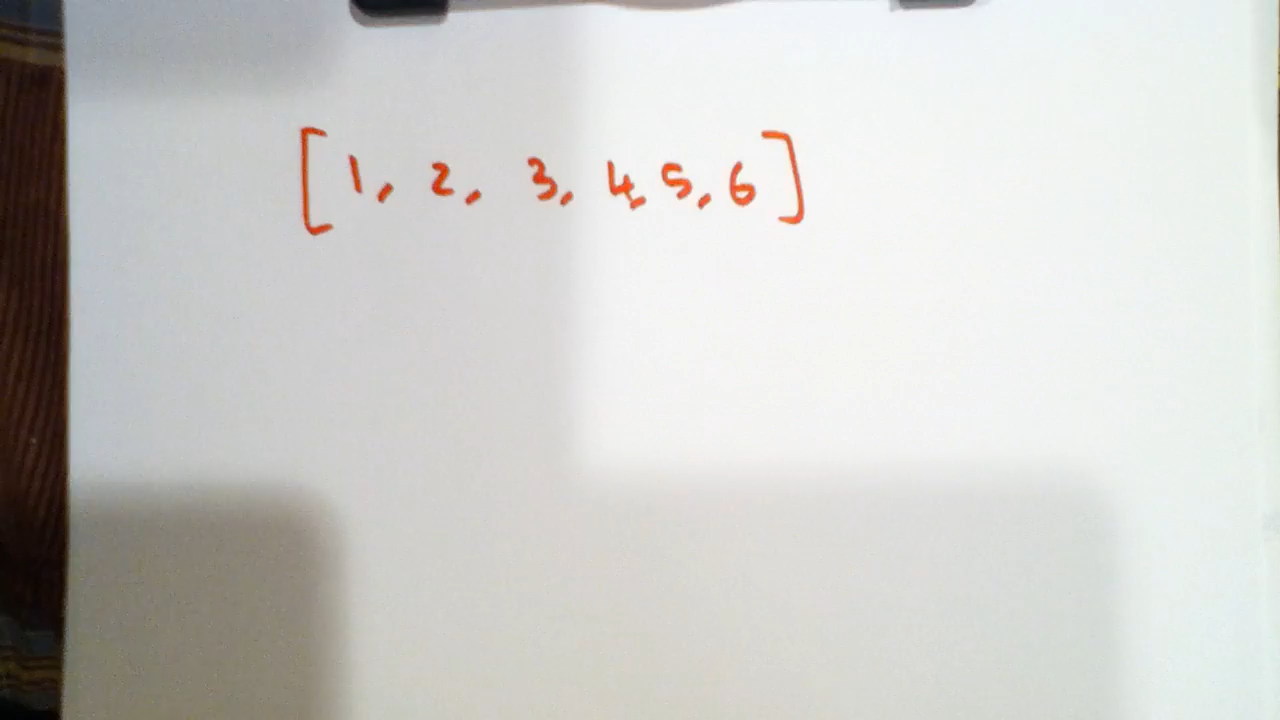 [1, 2, 3, 4, 5, 6]